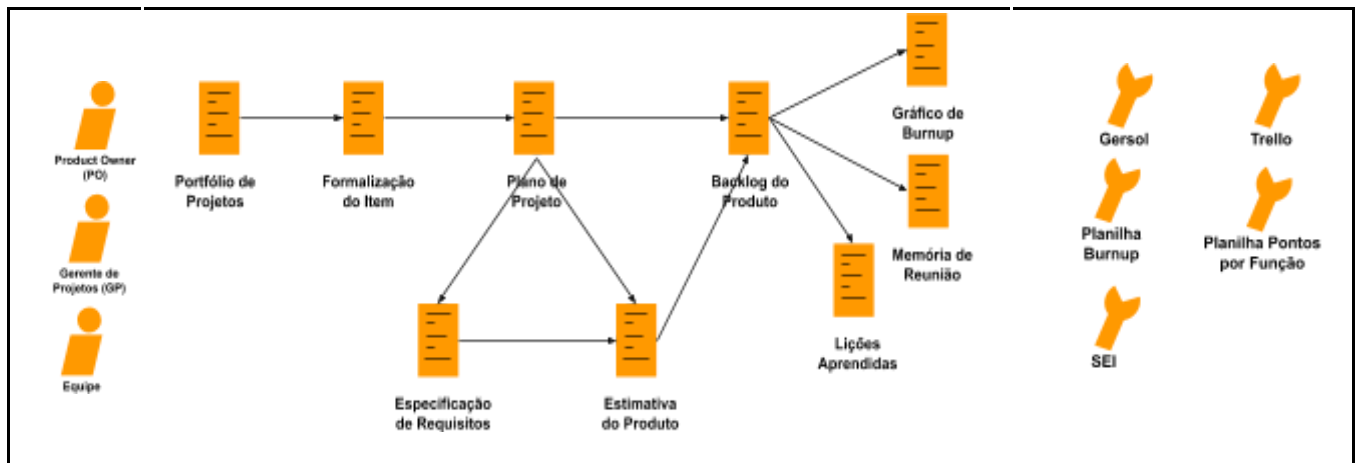 Product Owner
(PO)
Gerente de
Projetos (GP)
Equipe
Portfólio de
Projetos
Formalização
do Item
Plano de
Projeto
Backlog do
Produto
Especificação
de Requisitos
Estimativa
do Produto
Gráfico de
Burnup
Memória de
Reunião
Lições
Aprendidas
Gersol
Trello
Planilha
Burnup
Planilha Pontos
por Função
SEI